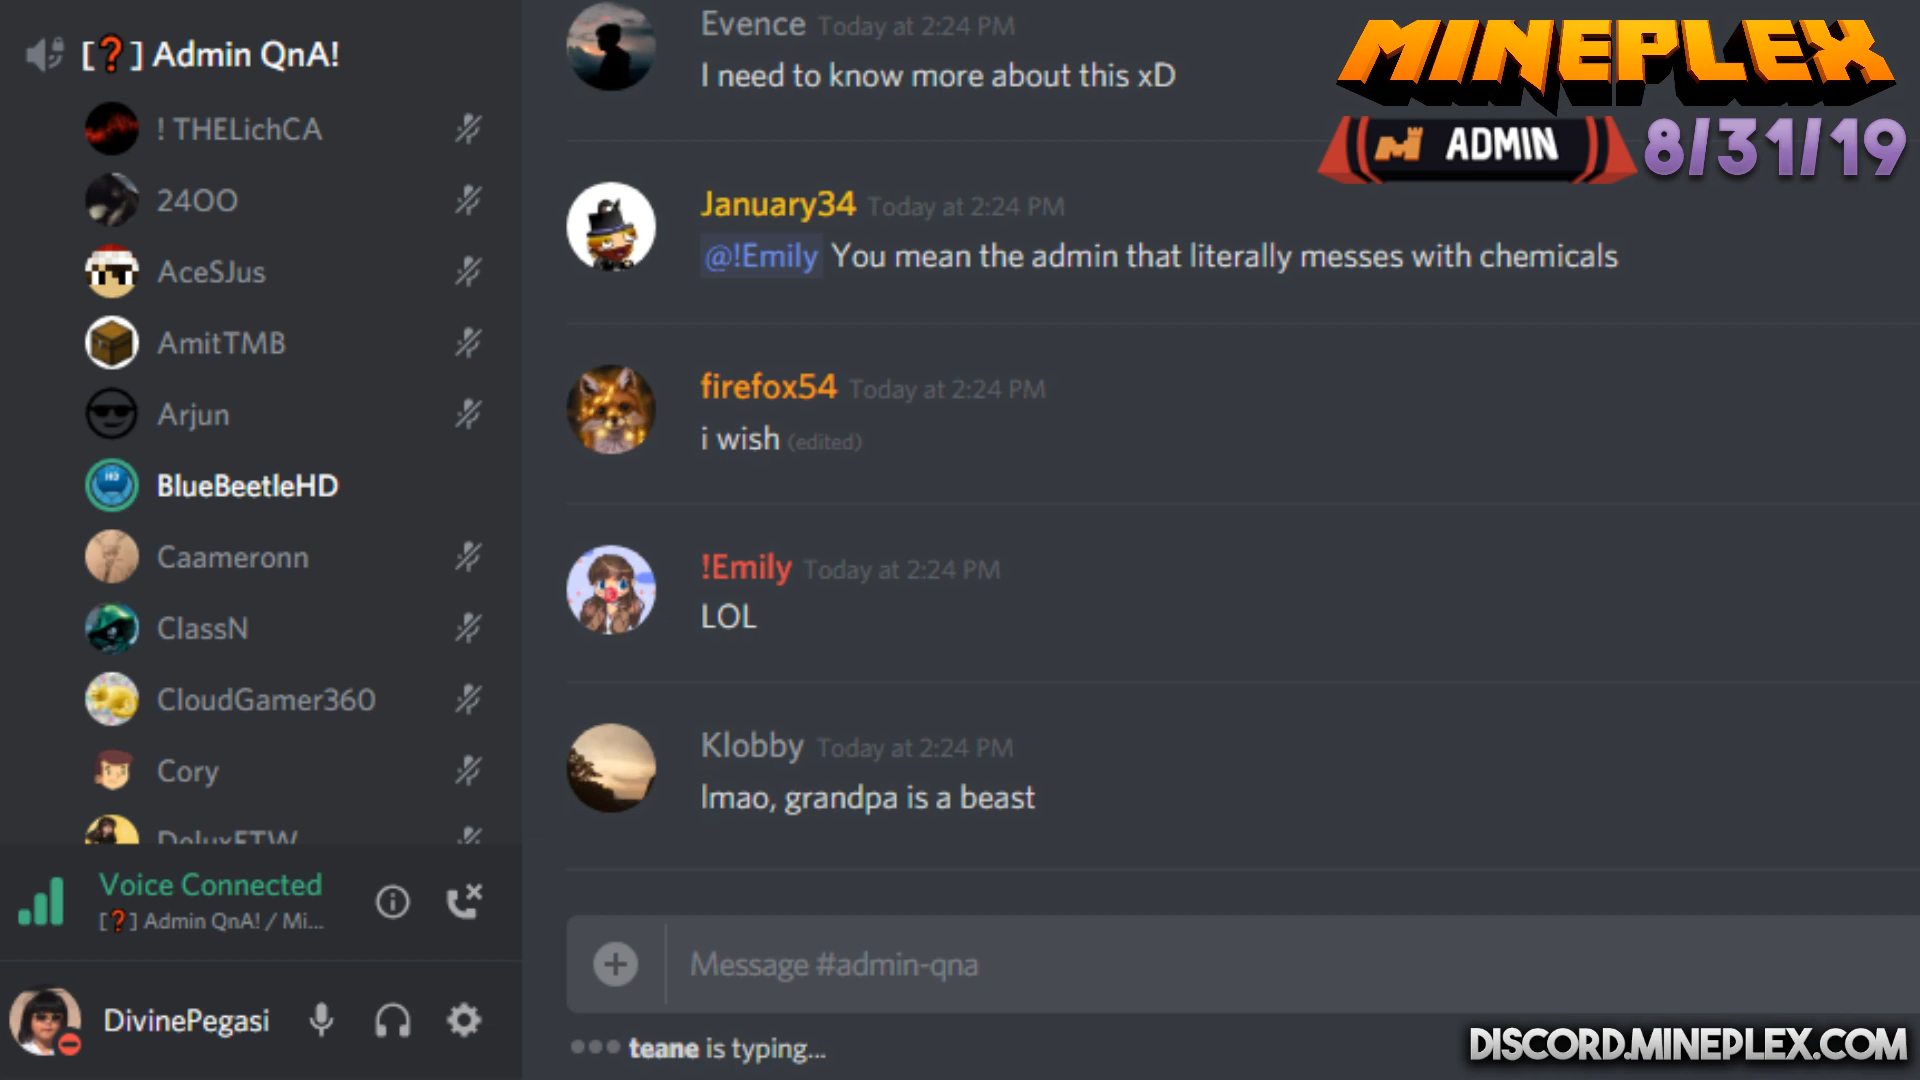 [❓] Admin QnA!
! THELichCA
24OO
AceSJus
AmitTMB
Arjun
BlueBeetleHD
Caameronn
ClassN
CloudGamer360
Cory
DeluxFTW
Voice Connected
[❓] Admin QnA! / Mi...
DivinePegasi
Evence Today at 2:24 PM
I need to know more about this xD
January34 Today at 2:24 PM
@!Emily You mean the admin that literally messes with chemicals
firefox54 Today at 2:24 PM
i wish (edited)
!Emily Today at 2:24 PM
LOL
Klobby Today at 2:24 PM
lmao, grandpa is a beast
Message #admin-qna
teane is typing...
MINEPLEX
ADMIN 8/31/19
DISCORD.MINEPLEX.COM